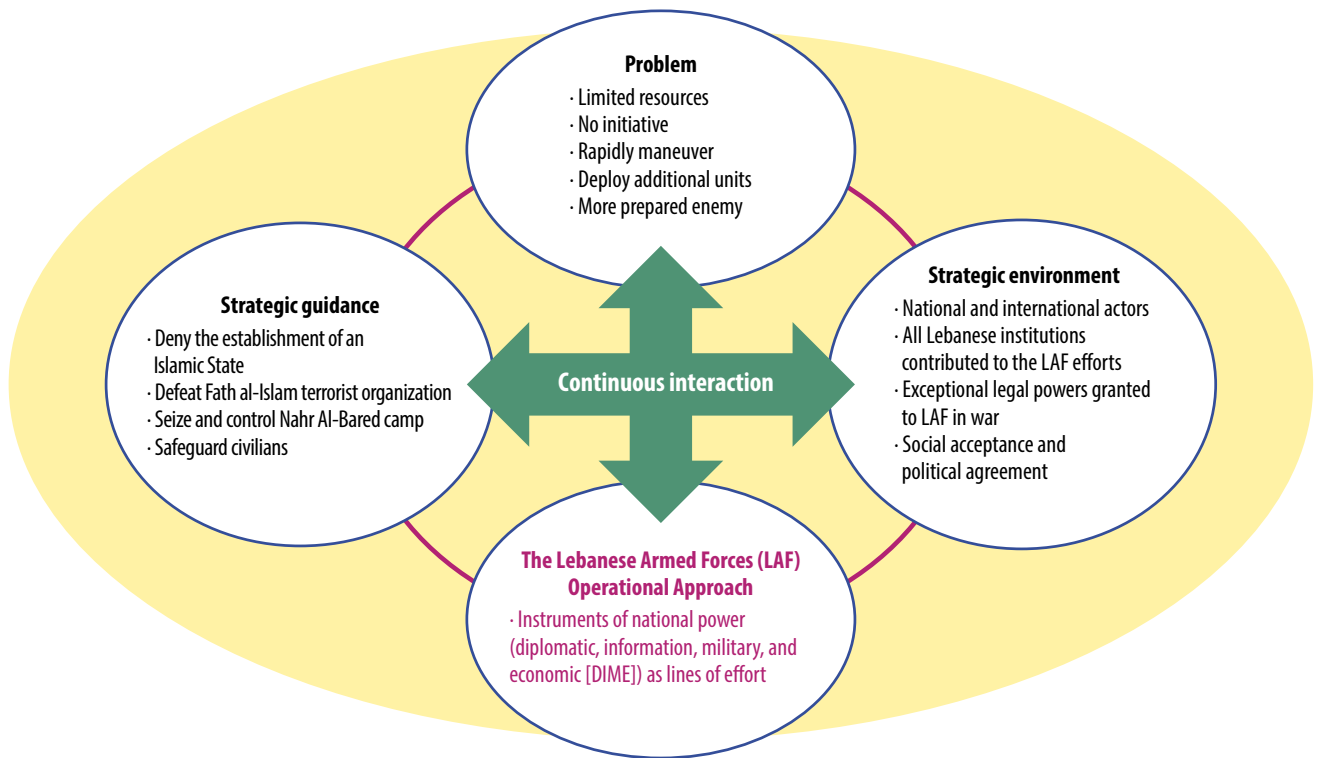 Problem
· Limited resources
· No initiative
· Rapidly maneuver
· Deploy additional units
· More prepared enemy
Strategic guidance
· Deny the establishment of an
Islamic State
· Defeat Fath al-Islam terrorist organization
· Seize and control Nahr Al-Bared camp
· Safeguard civilians
Continuous interaction
Strategic environment
· National and international actors
· All Lebanese institutions
contributed to the LAF efforts
· Exceptional legal powers granted
to LAF in war
· Social acceptance and
political agreement
The Lebanese Armed Forces (LAF)
Operational Approach
· Instruments of national power
(diplomatic, information, military, and
economic [DIME]) as lines of effort